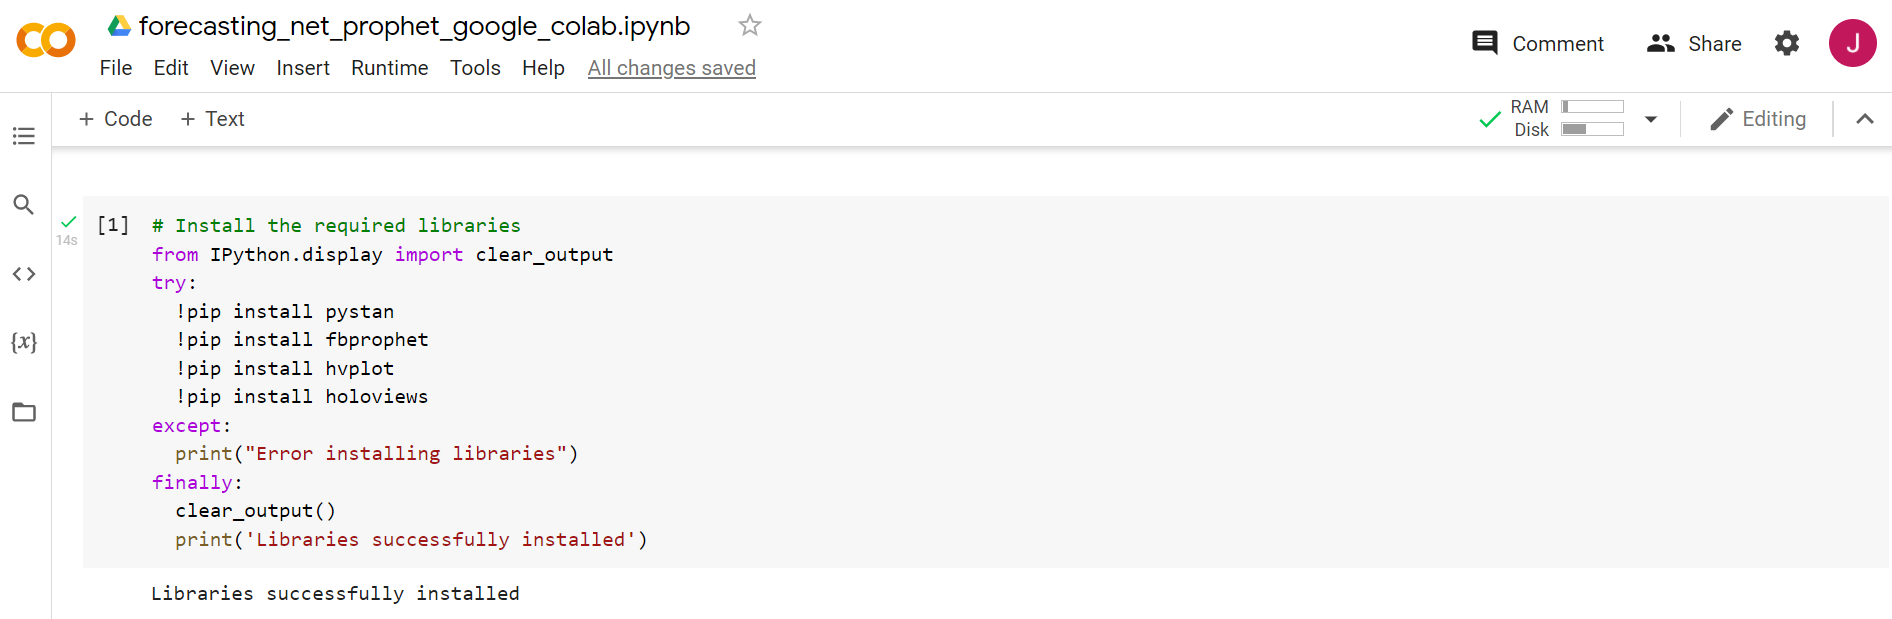 forecasting_net_prophet_google_colab.ipynb
File Edit View Insert Runtime Tools Help All changes saved
Comment Share J
+ Code + Text
RAM
Disk
Editing
{x}
14s
[1] # Install the required libraries
from IPython.display import clear_output
try:
  !pip install pystan
  !pip install fbprophet
  !pip install hvplot
  !pip install holoviews
except:
  print("Error installing libraries")
finally:
  clear_output()
  print('Libraries successfully installed')
Libraries successfully installed